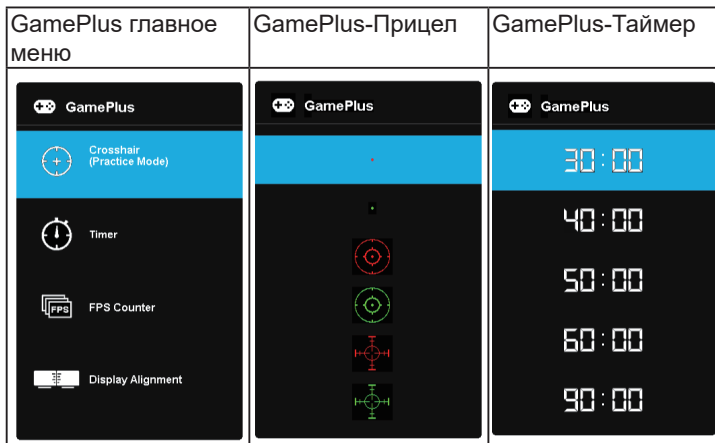 GamePlus главное
меню
GamePlus-Прицел
GamePlus-Таймер
GamePlus
Crosshair
(Practice Mode)
Timer
FPS
FPS Counter
Display Alignment
GamePlus
GamePlus
30:00
40:00
50:00
60:00
90:00